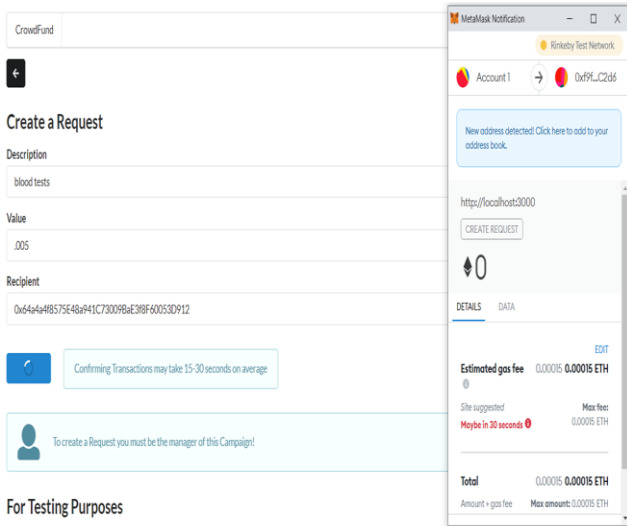 CrowdFund
Create a Request
Description
blood tests
Value
.005
Recipient
0x64a4a4f8575E48a941C73009BaE3f8F60053D912
Confirming Transactions may take 15-30 seconds on average
To create a Request you must be the manager of this Campaign!
For Testing Purposes
MetaMask Notification
Rinkeby Test Network
Account 1
0xf9f...C2d6
New address detected! Click here to add to your
address book.
http://localhost:3000
CREATE REQUEST
0
DETAILS DATA
EDIT
Estimated gas fee 0.00015 0.00015 ETH
Site suggested Max fee:
Maybe in 30 seconds 0.00015 ETH
Total 0.00015 0.00015 ETH
Amount + gas fee Max amount: 0.00015 ETH